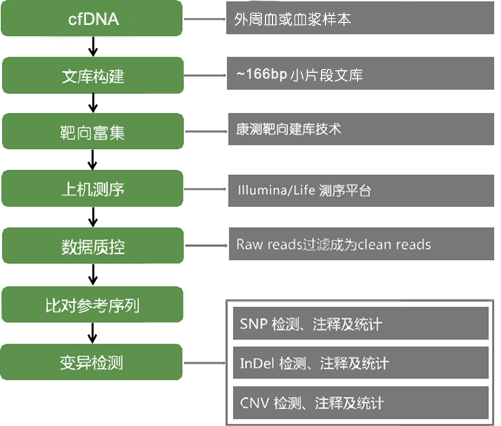 cfDNA
外周血或血浆样本
文库构建
~166bp 小片段文库
靶向富集
康测靶向建库技术
上机测序
Illumina/Life 测序平台
数据质控
Raw reads过滤成为clean reads
比对参考序列
变异检测
SNP 检测、注释及统计
InDel 检测、注释及统计
CNV 检测、注释及统计